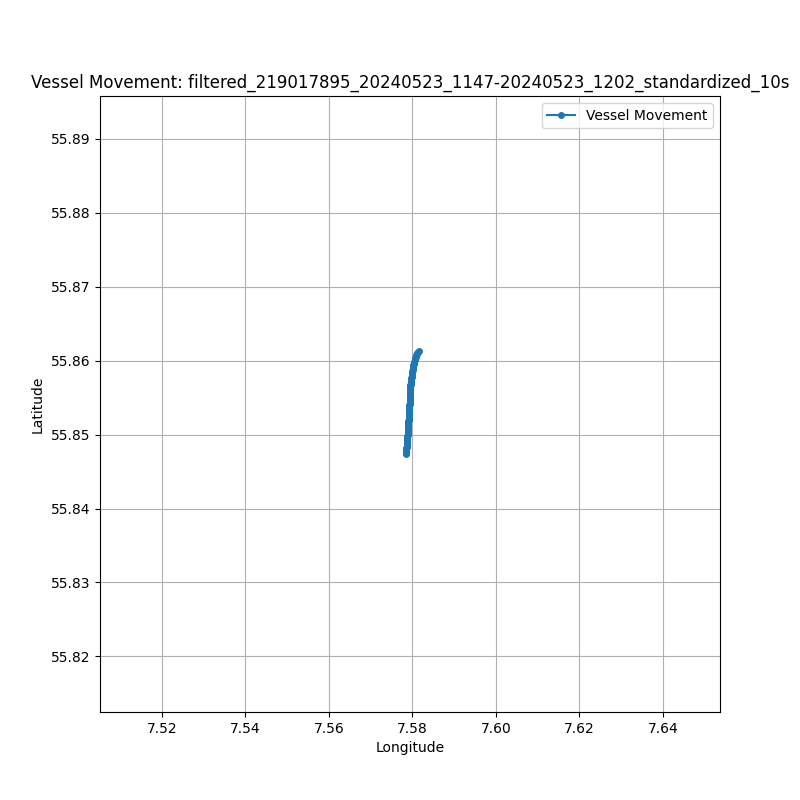 Vessel Movement: filtered_219017895_20240523_1147-20240523_1202_standardized_10s
Vessel Movement
55.89
55.88
55.87
55.86
55.85
55.84
55.83
55.82
Latitude
7.52 7.54 7.56 7.58 7.60 7.62 7.64
Longitude